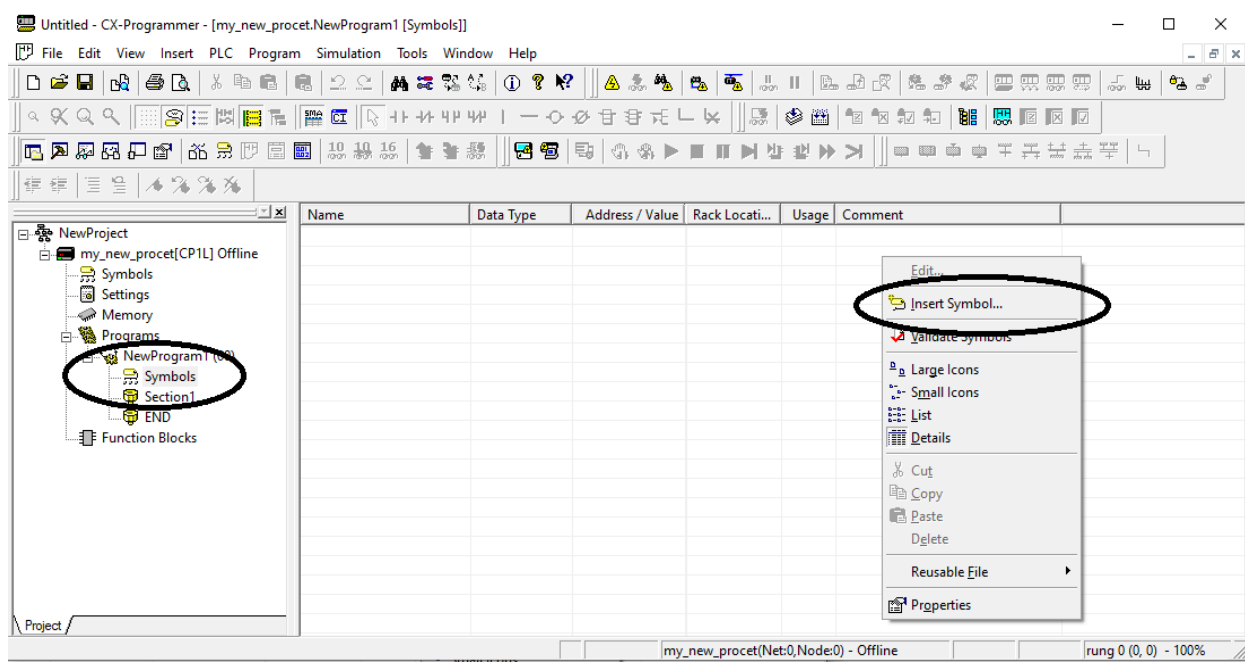 Untitled - CX-Programmer - [my_new_procet.NewProgram1 [Symbols]]
File Edit View Insert PLC Program Simulation Tools Window Help
Name Data Type Address / Value Rack Locati... Usage Comment
NewProject
my_new_procet[CP1L] Offline
Symbols
Settings
Memory
Programs
NewProgram1 (00)
Symbols
Section1
END
Function Blocks
Edit...
Insert Symbol...
Validate Symbols
Large Icons
Small Icons
List
Details
Cut
Copy
Paste
Delete
Reusable File
Properties
Project
my_new_procet(Net:0,Node:0) - Offline
rung 0 (0, 0) - 100%